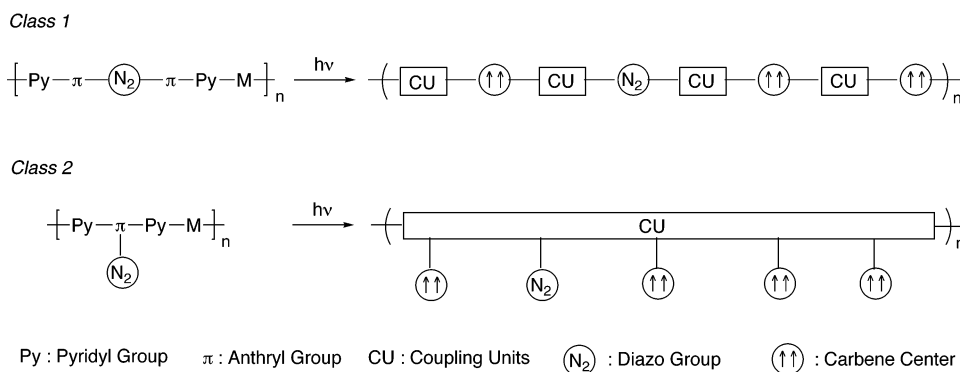 Class 1
[Py-π-N₂-π-Py-M]n hν (CU-↑↑-CU-N₂-CU-↑↑-CU-↑↑)n
Class 2
[Py-π-Py-M]n hν (CU)n
N₂ ↑↑ N₂ ↑↑ ↑↑ ↑↑
Py : Pyridyl Group π : Anthryl Group CU : Coupling Units N₂ : Diazo Group ↑↑ : Carbene Center